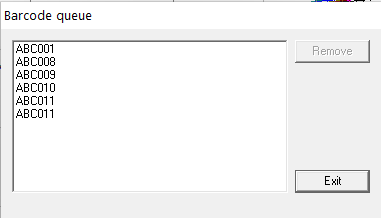 Barcode queue
ABC001
ABC008
ABC009
ABC010
ABC011
ABC011
Remove
Exit